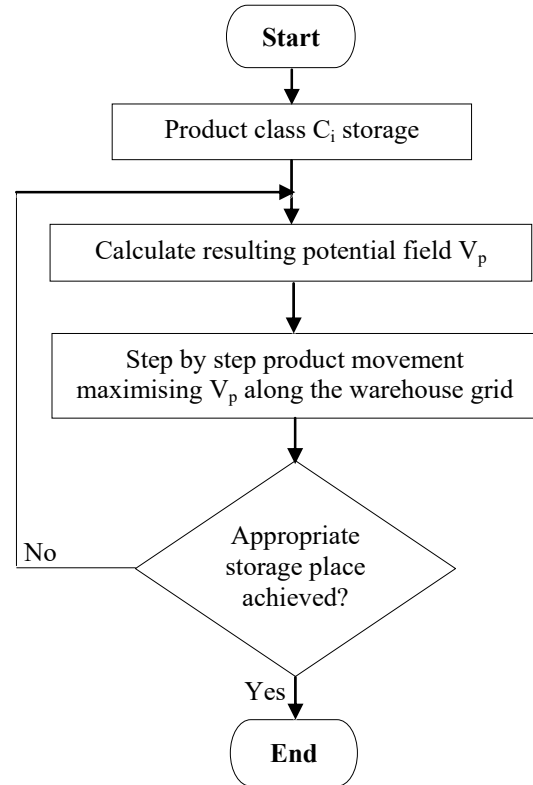 Start
Product class Cᵢ storage
Calculate resulting potential field Vₚ
Step by step product movement
maximising Vₚ along the warehouse grid
Appropriate
storage place
achieved?
No
Yes
End